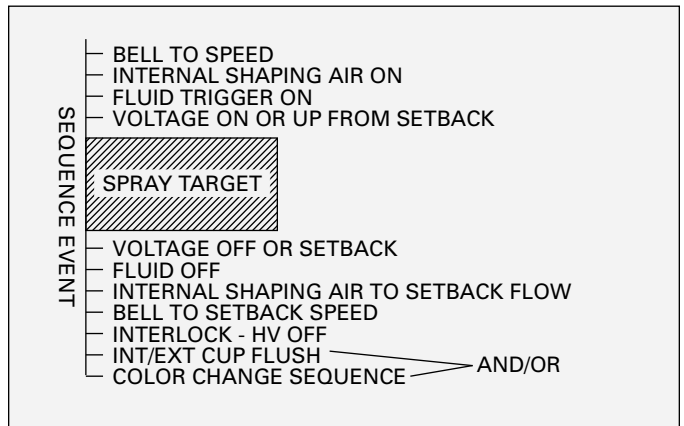 SEQUENCE EVENT
BELL TO SPEED
INTERNAL SHAPING AIR ON
FLUID TRIGGER ON
VOLTAGE ON OR UP FROM SETBACK
SPRAY TARGET
VOLTAGE OFF OR SETBACK
FLUID OFF
INTERNAL SHAPING AIR TO SETBACK FLOW
BELL TO SETBACK SPEED
INTERLOCK - HV OFF
INT/EXT CUP FLUSH
COLOR CHANGE SEQUENCE
AND/OR